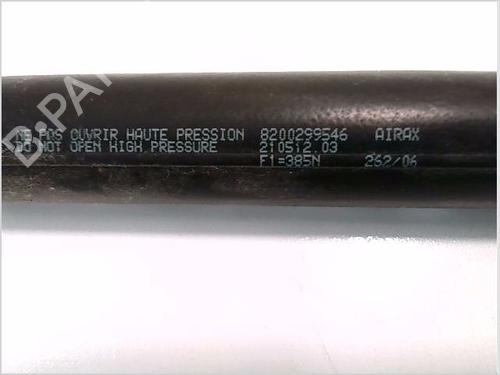 NE PAS OUVRIR HAUTE PRESSION 8200299546 AIRAX
DO NOT OPEN HIGH PRESSURE 210512.03
F1=385N 262/06